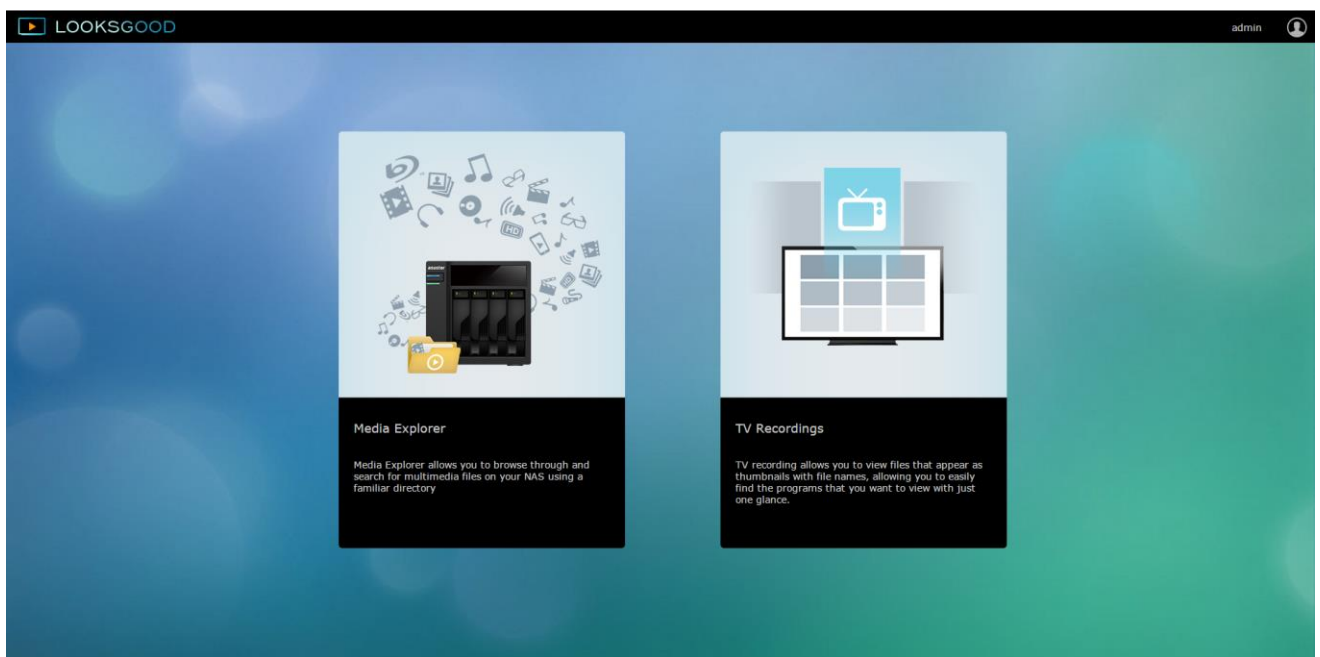 LOOKSGOOD
admin
HD
Media Explorer
Media Explorer allows you to browse through and
search for multimedia files on your NAS using a
familiar directory
TV Recordings
TV recording allows you to view files that appear as
thumbnails with file names, allowing you to easily
find the programs that you want to view with just
one glance.